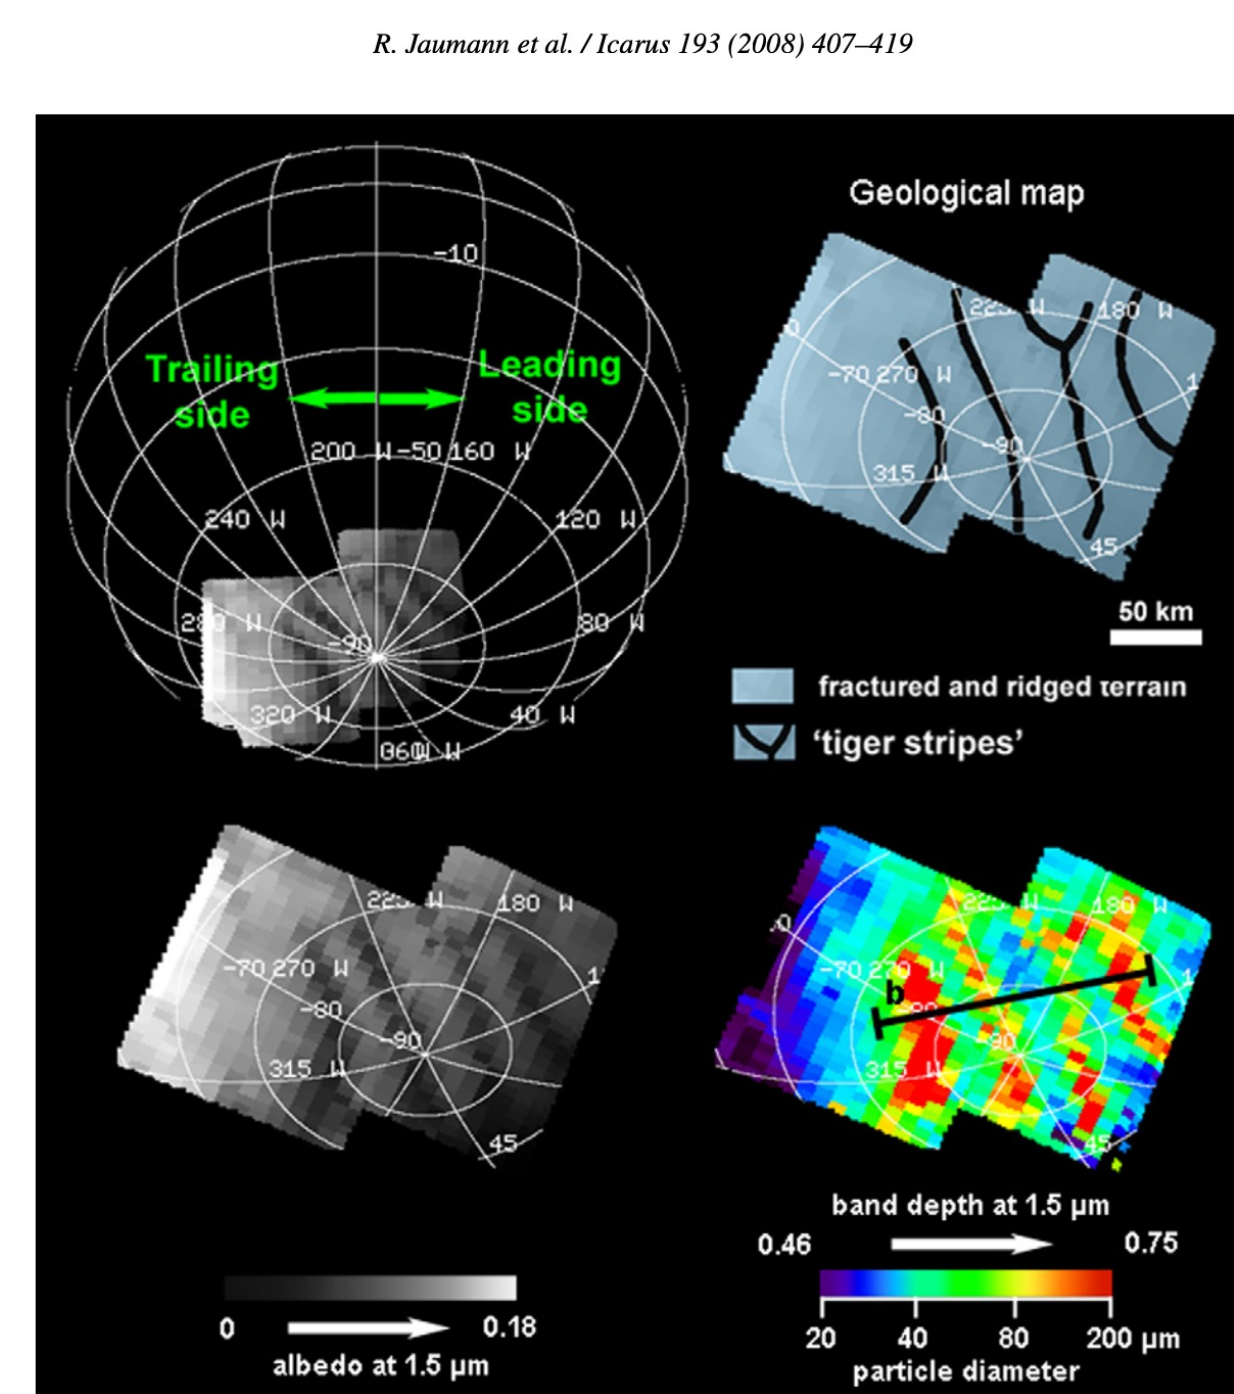 R. Jaumann et al. / Icarus 193 (2008) 407–419
Geological map
-10
Trailing side
Leading side
200 W
-50
160 W
240 W
120 W
280 W
80 W
-90
320 W
40 W
180 W
-70
270 W
-80
-90
315 W
45
50 km
fractured and ridged terrain
‘tiger stripes’
180 W
-70
270 W
-80
-90
315 W
45
0
0.18
albedo at 1.5 µm
180 W
-70
270 W
b
-80
-90
315 W
45
band depth at 1.5 µm
0.46
0.75
20
40
80
200 µm
particle diameter